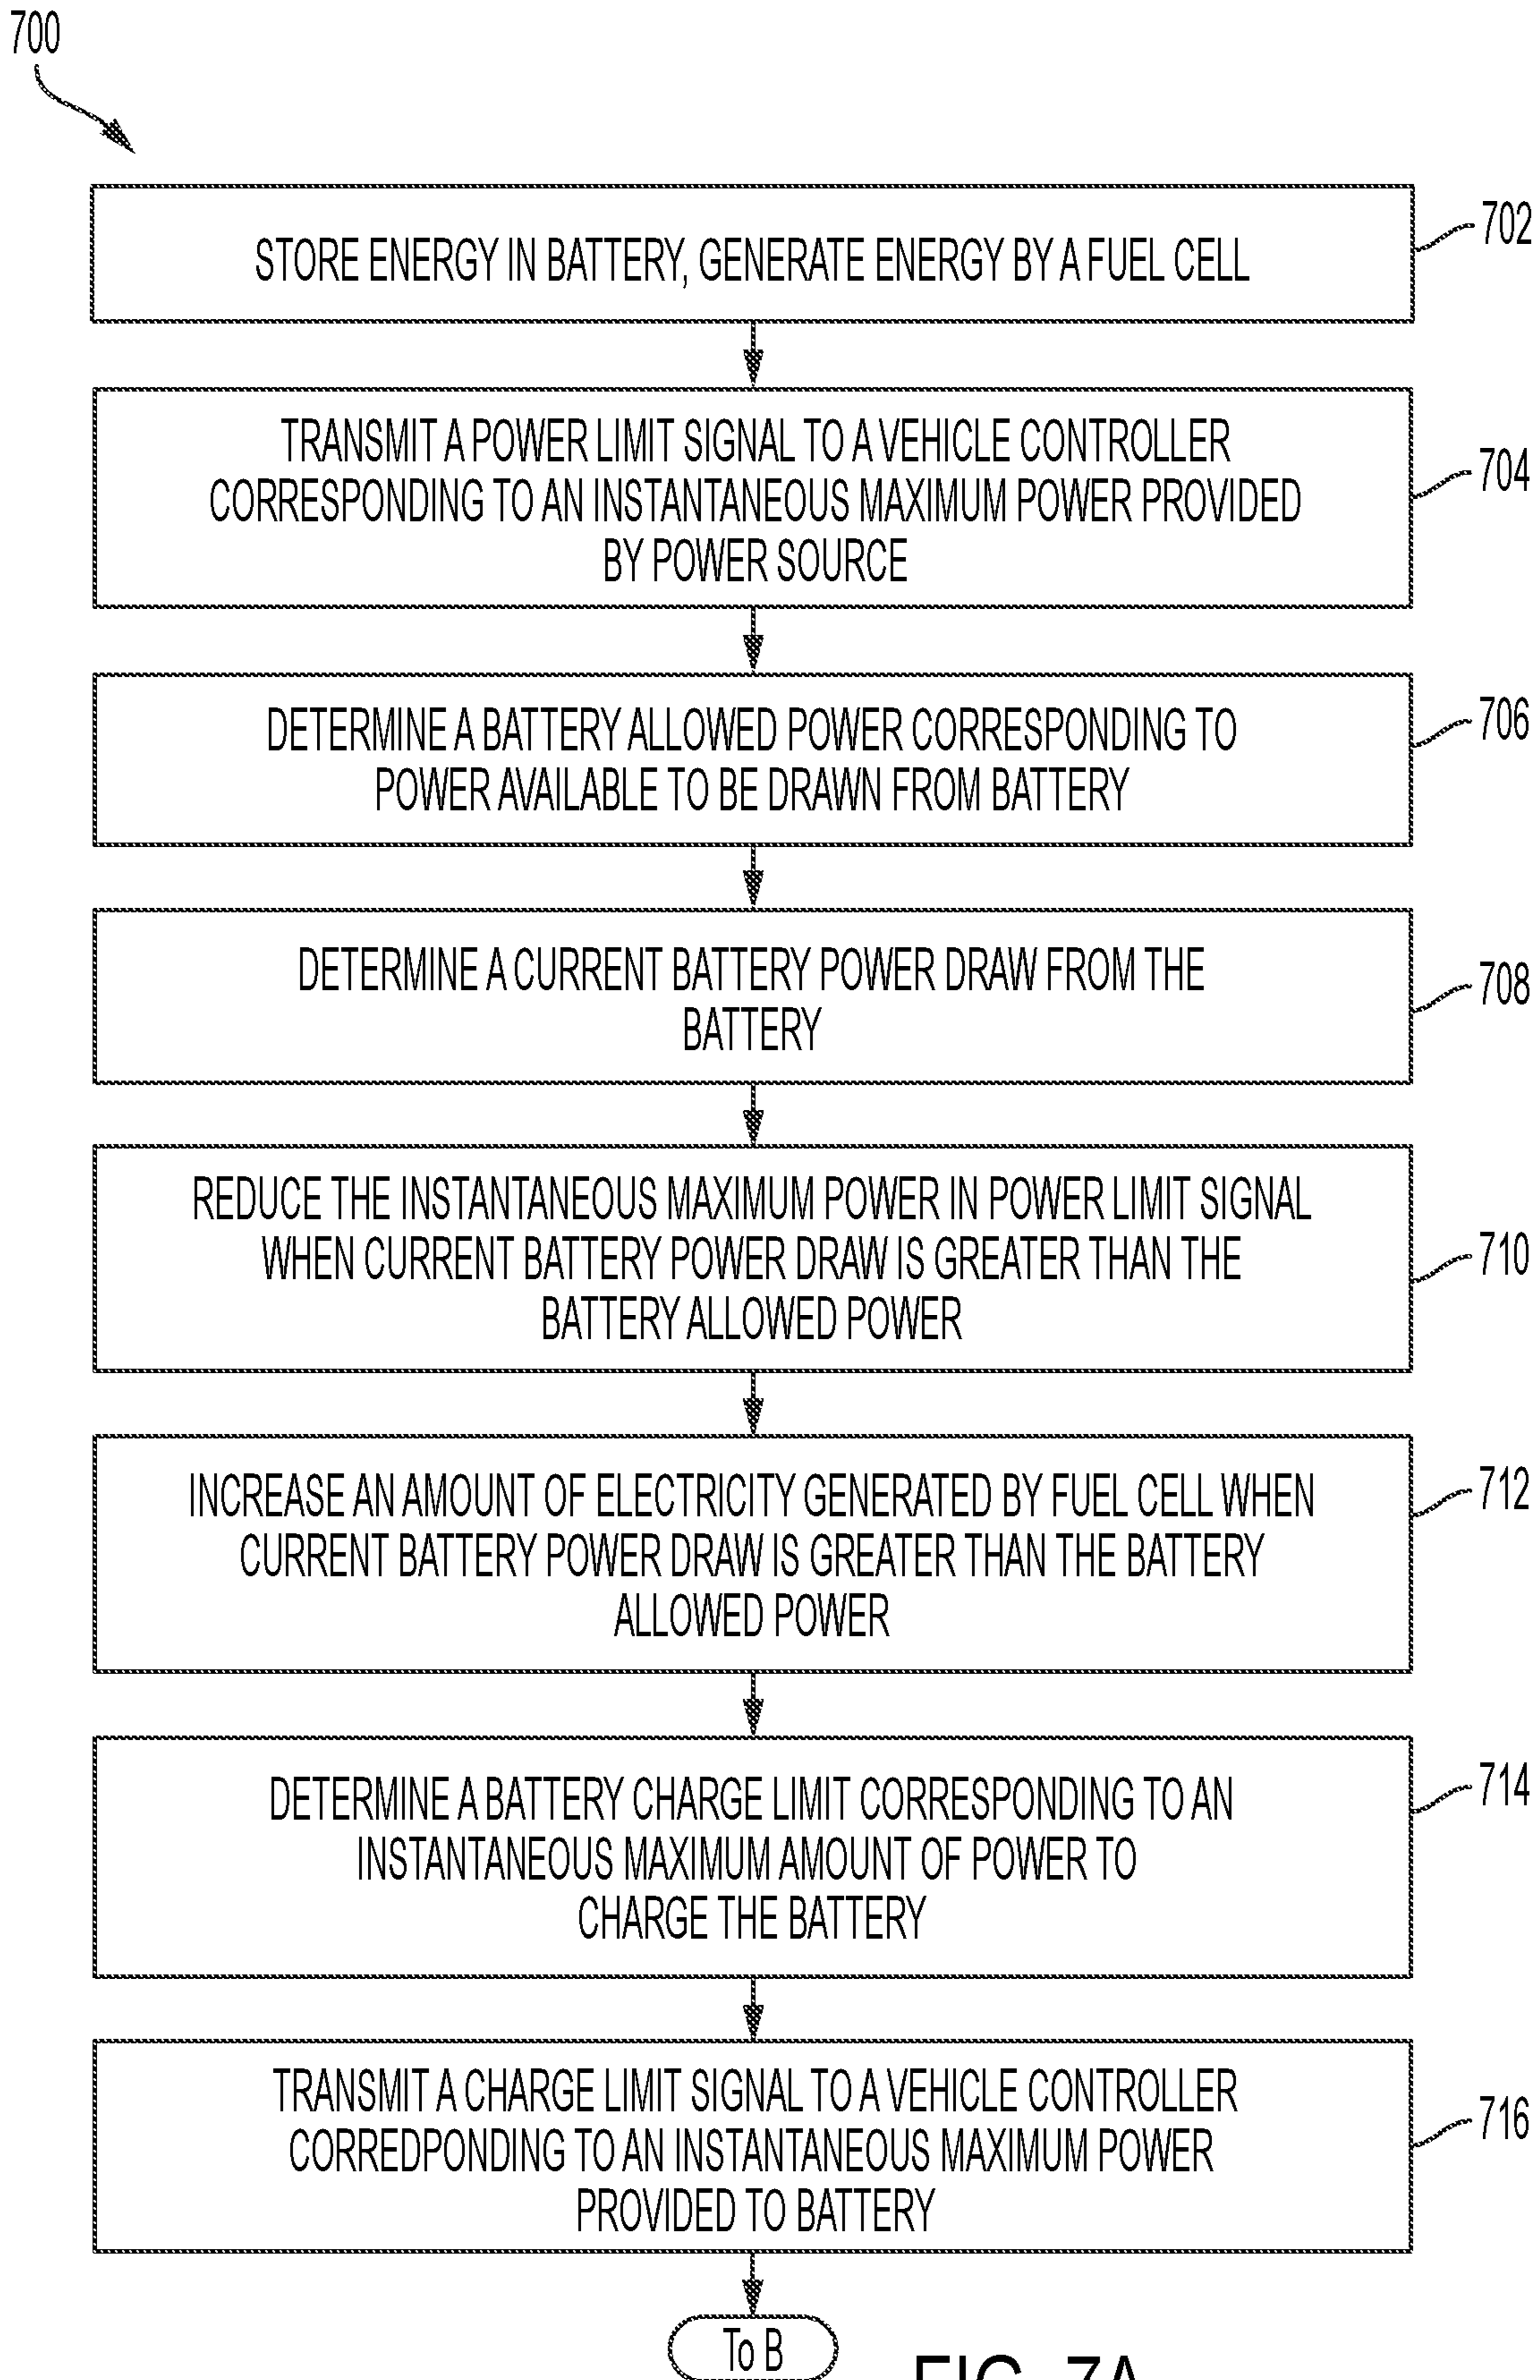 700
STORE ENERGY IN BATTERY, GENERATE ENERGY BY A FUEL CELL
702
TRANSMIT A POWER LIMIT SIGNAL TO A VEHICLE CONTROLLER
CORRESPONDING TO AN INSTANTANEOUS MAXIMUM POWER PROVIDED
BY POWER SOURCE
704
DETERMINE A BATTERY ALLOWED POWER CORRESPONDING TO
POWER AVAILABLE TO BE DRAWN FROM BATTERY
706
DETERMINE A CURRENT BATTERY POWER DRAW FROM THE
BATTERY
708
REDUCE THE INSTANTANEOUS MAXIMUM POWER IN POWER LIMIT SIGNAL
WHEN CURRENT BATTERY POWER DRAW IS GREATER THAN THE
BATTERY ALLOWED POWER
710
INCREASE AN AMOUNT OF ELECTRICITY GENERATED BY FUEL CELL WHEN
CURRENT BATTERY POWER DRAW IS GREATER THAN THE BATTERY
ALLOWED POWER
712
DETERMINE A BATTERY CHARGE LIMIT CORRESPONDING TO AN
INSTANTANEOUS MAXIMUM AMOUNT OF POWER TO
CHARGE THE BATTERY
714
TRANSMIT A CHARGE LIMIT SIGNAL TO A VEHICLE CONTROLLER
CORREDPONDING TO AN INSTANTANEOUS MAXIMUM POWER
PROVIDED TO BATTERY
716
To B
FIG. 7A